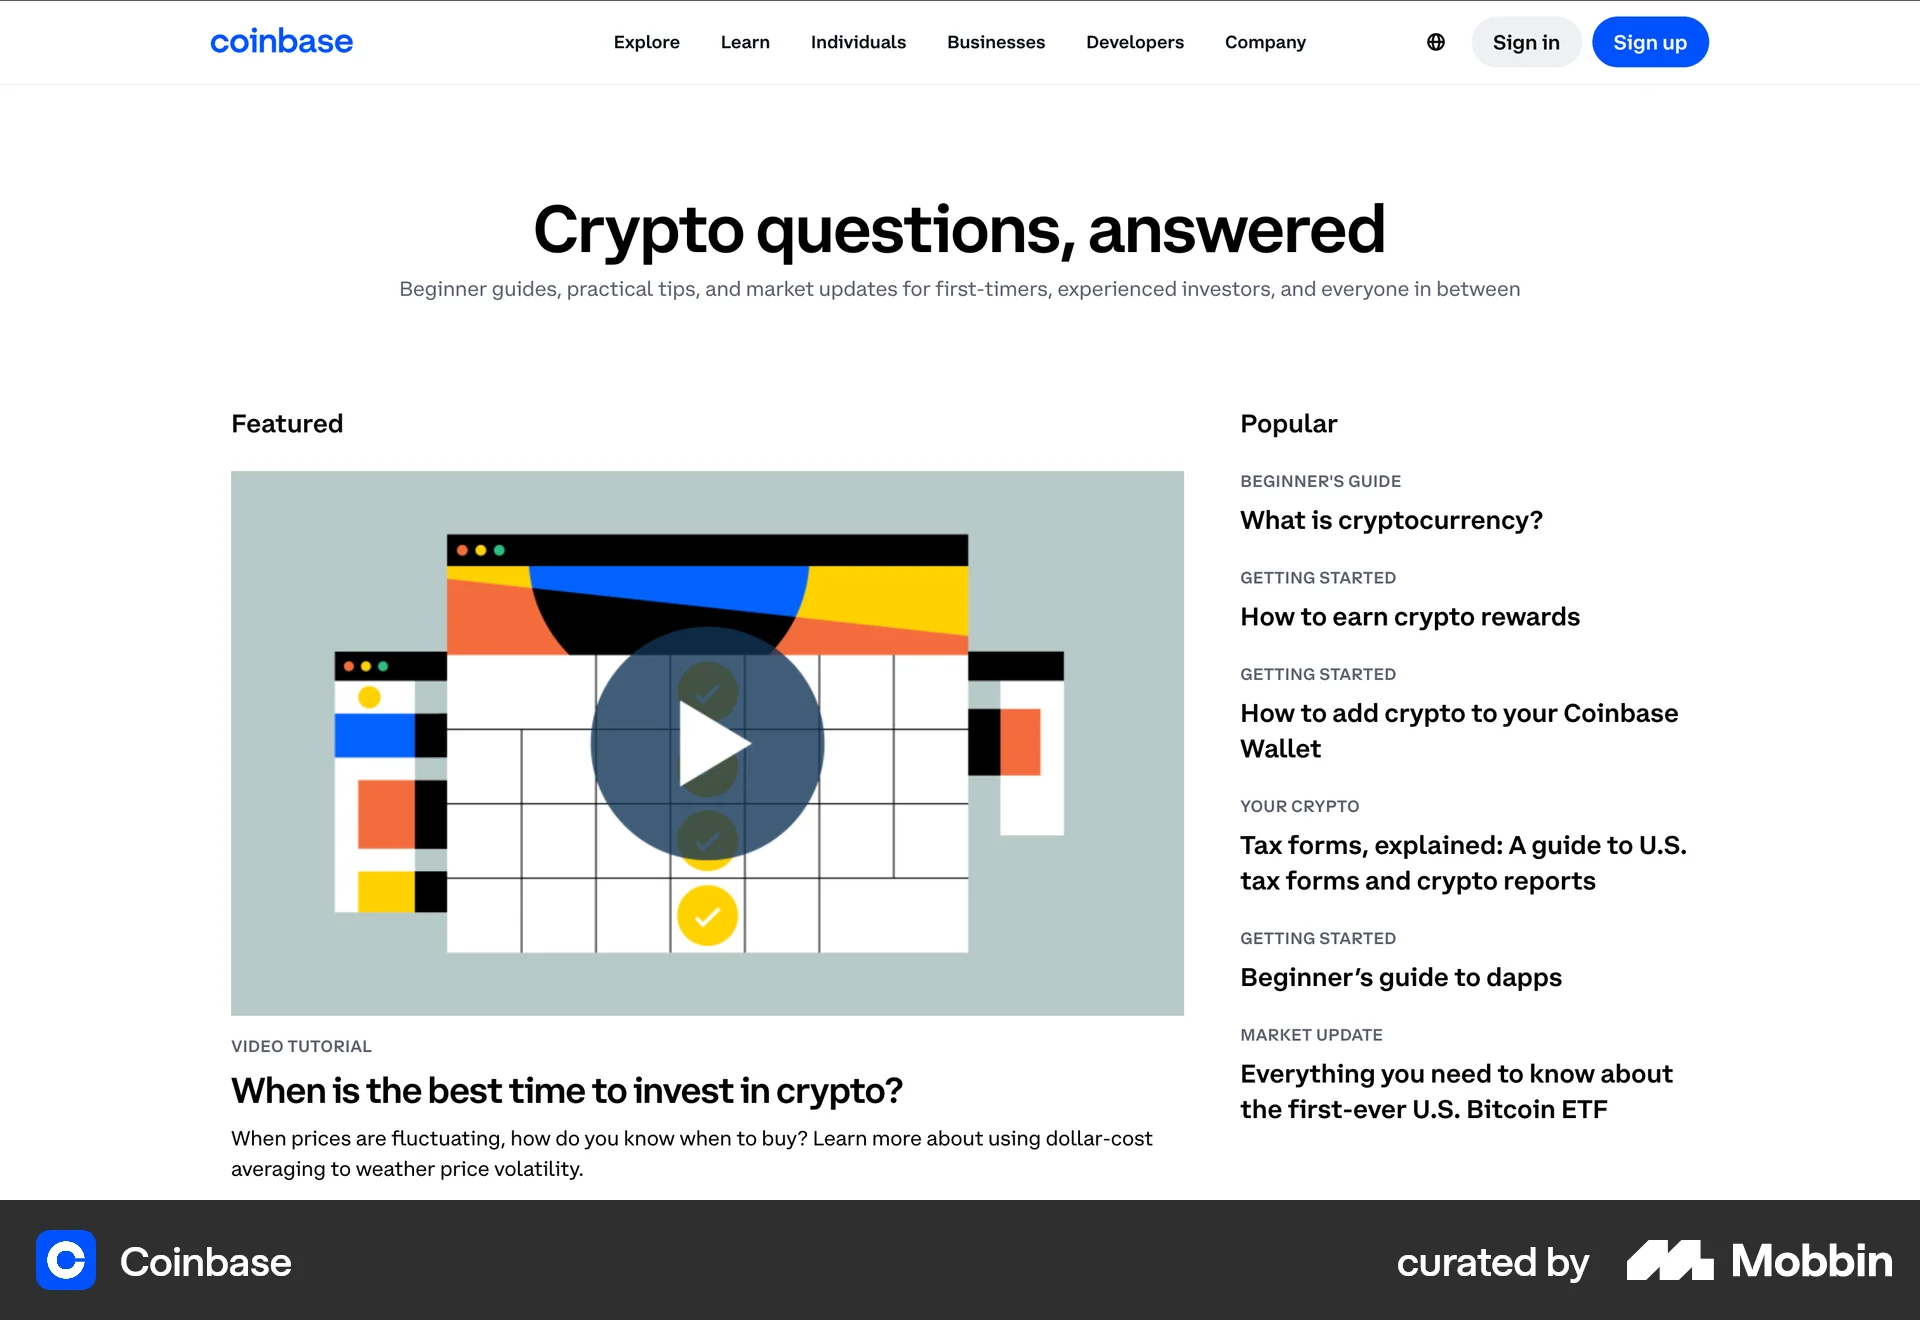 coinbase
Explore
Learn
Individuals
Businesses
Developers
Company
Sign in
Sign up
Crypto questions, answered
Beginner guides, practical tips, and market updates for first-timers, experienced investors, and everyone in between
Featured
VIDEO TUTORIAL
When is the best time to invest in crypto?
When prices are fluctuating, how do you know when to buy? Learn more about using dollar-cost
averaging to weather price volatility.
Popular
BEGINNER'S GUIDE
What is cryptocurrency?
GETTING STARTED
How to earn crypto rewards
GETTING STARTED
How to add crypto to your Coinbase
Wallet
YOUR CRYPTO
Tax forms, explained: A guide to U.S.
tax forms and crypto reports
GETTING STARTED
Beginner’s guide to dapps
MARKET UPDATE
Everything you need to know about
the first-ever U.S. Bitcoin ETF
Coinbase
curated by
Mobbin